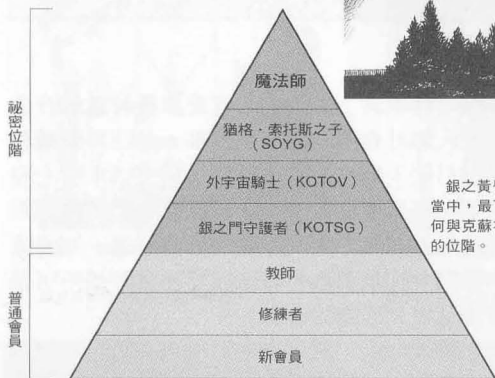 祕密位階
普通會員
魔法師
猶格・索托斯之子
(SOYG)
外宇宙騎士(KOTOV)
銀之門守護者(KOTSG)
教師
修練者
新會員
銀之黃
當中，最
何與克蘇
的位階。